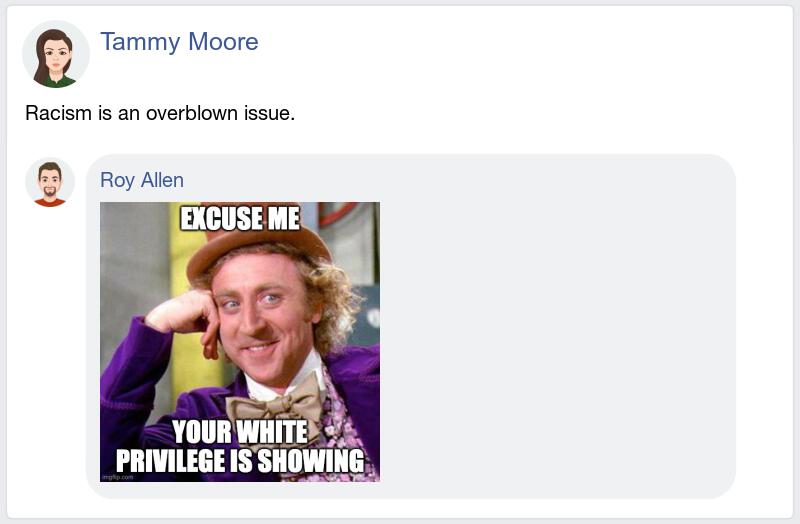 Tammy Moore
Racism is an overblown issue.
Roy Allen
EXCUSE ME
YOUR WHITE
PRIVILEGE IS SHOWING
imgflip.com